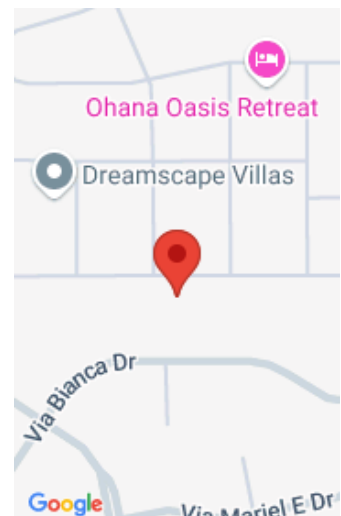 Ohana Oasis Retreat
Dreamscape Villas
Via Bianca Dr
Via Mariel E Dr
Google